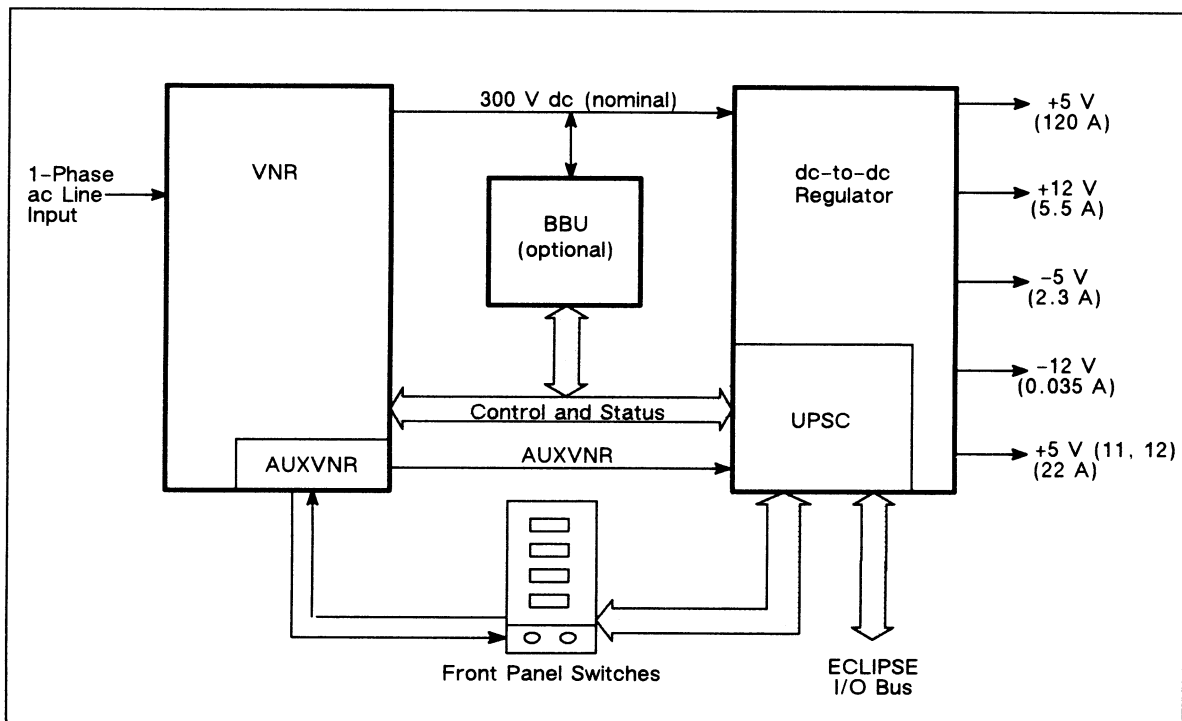 300 V dc (nominal)
+5 V
(120 A)
1-Phase
ac Line
Input
VNR
dc-to-dc
Regulator
+12 V
(5.5 A)
BBU
(optional)
-5 V
(2.3 A)
-12 V
(0.035 A)
Control and Status
UPSC
AUXVNR
AUXVNR
+5 V (11, 12)
(22 A)
Front Panel Switches
ECLIPSE
I/O Bus